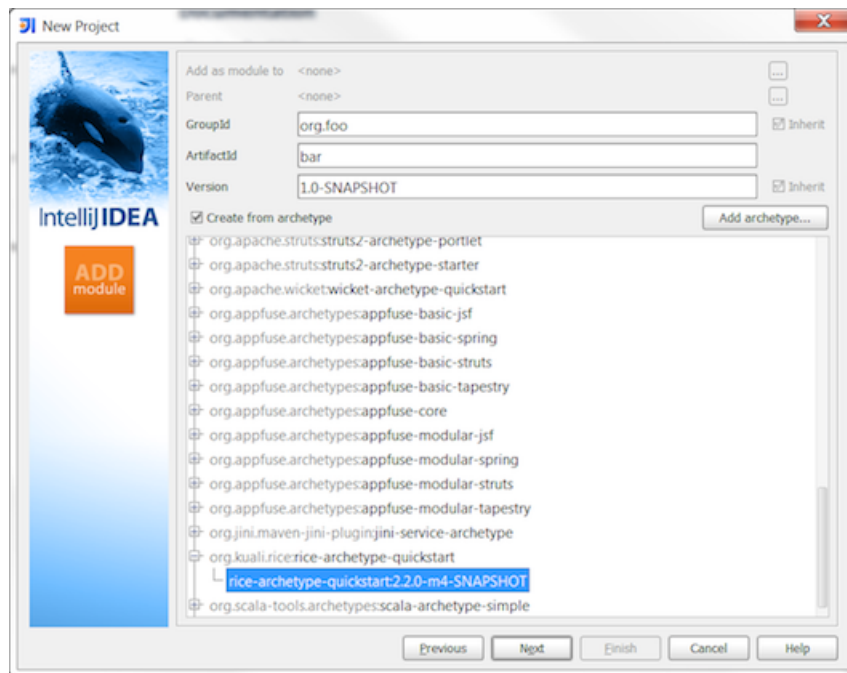 New Project
Add as module to <none>
Parent <none>
GroupId org.foo Inherit
ArtifactId bar
Version 1.0-SNAPSHOT Inherit
IntelliJIDEA
Create from archetype Add archetype...
ADD
module
org.apache.struts:struts2-archetype-portlet
org.apache.struts:struts2-archetype-starter
org.apache.wicket:wicket-archetype-quickstart
org.appfuse.archetypes:appfuse-basic-jsf
org.appfuse.archetypes:appfuse-basic-spring
org.appfuse.archetypes:appfuse-basic-struts
org.appfuse.archetypes:appfuse-basic-tapestry
org.appfuse.archetypes:appfuse-core
org.appfuse.archetypes:appfuse-modular-jsf
org.appfuse.archetypes:appfuse-modular-spring
org.appfuse.archetypes:appfuse-modular-struts
org.appfuse.archetypes:appfuse-modular-tapestry
org.jini.maven-jini-plugin:jini-service-archetype
org.kuali.rice:rice-archetype-quickstart
rice-archetype-quickstart:2.2.0-m4-SNAPSHOT
org.scala-tools.archetypes:scala-archetype-simple
Previous Next Finish Cancel Help